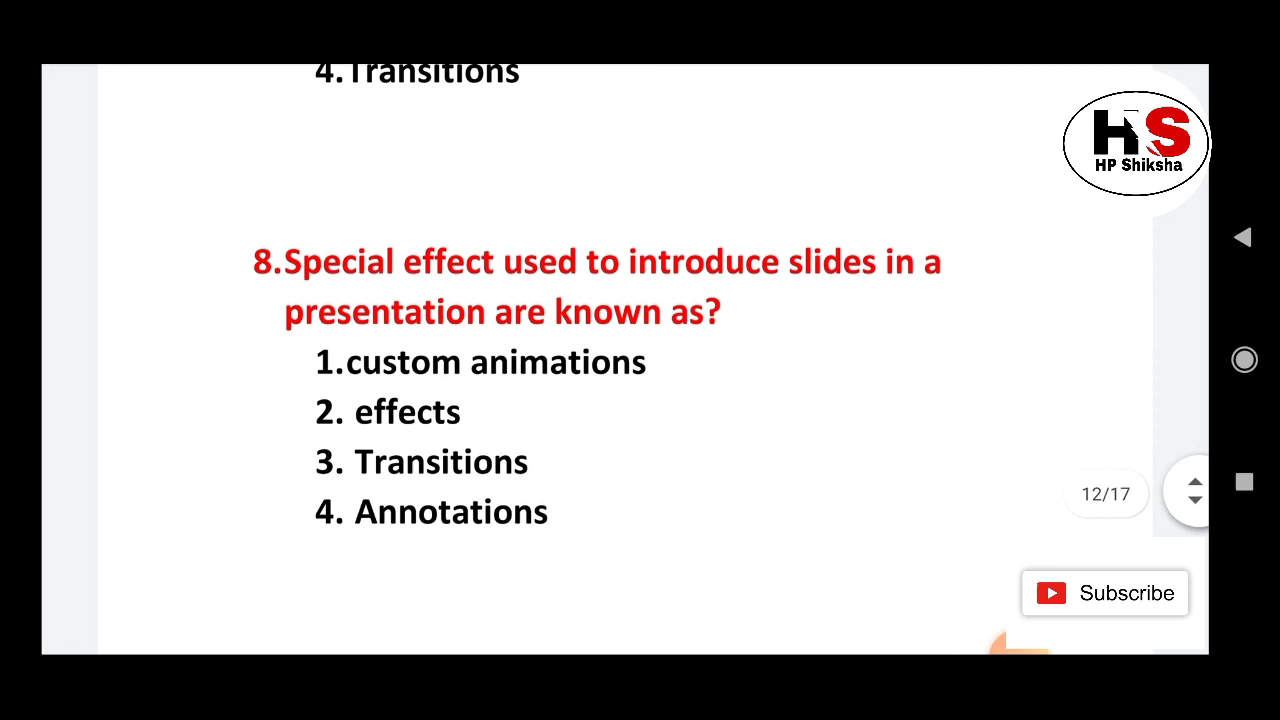 4. Transitions
HS
HP Shiksha
8. Special effect used to introduce slides in a
presentation are known as?
1. custom animations
2. effects
3. Transitions
4. Annotations
12/17
Subscribe